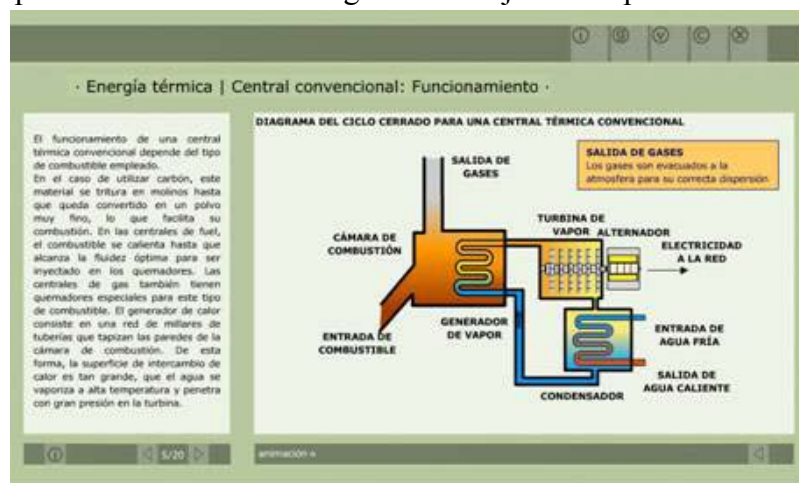 · Energía térmica | Central convencional: Funcionamiento ·
El funcionamiento de una central
térmica convencional depende del tipo
de combustible empleado.
En el caso de utilizar carbón, este
material se tritura en molinos hasta
que queda convertido en un polvo
muy fino, lo que facilita su
combustión. En las centrales de fuel,
el combustible se calienta hasta que
alcanza la fluidez óptima para ser
inyectado en los quemadores. Las
centrales de gas también tienen
quemadores especiales para este tipo
de combustible. El generador de calor
consiste en una red de millares de
tuberías que tapizan las paredes de la
cámara de combustión. De esta
forma, la superficie de intercambio de
calor es tan grande, que el agua se
vaporiza a alta temperatura y penetra
con gran presión en la turbina.
5/20
DIAGRAMA DEL CICLO CERRADO PARA UNA CENTRAL TÉRMICA CONVENCIONAL
SALIDA DE
GASES
SALIDA DE GASES
Los gases son evacuados a la
atmosfera para su correcta dispersión
CÁMARA DE
COMBUSTIÓN
TURBINA DE
VAPOR
ALTERNADOR
ELECTRICIDAD
A LA RED
ENTRADA DE
COMBUSTIBLE
GENERADOR
DE VAPOR
ENTRADA DE
AGUA FRÍA
SALIDA DE
AGUA CALIENTE
CONDENSADOR